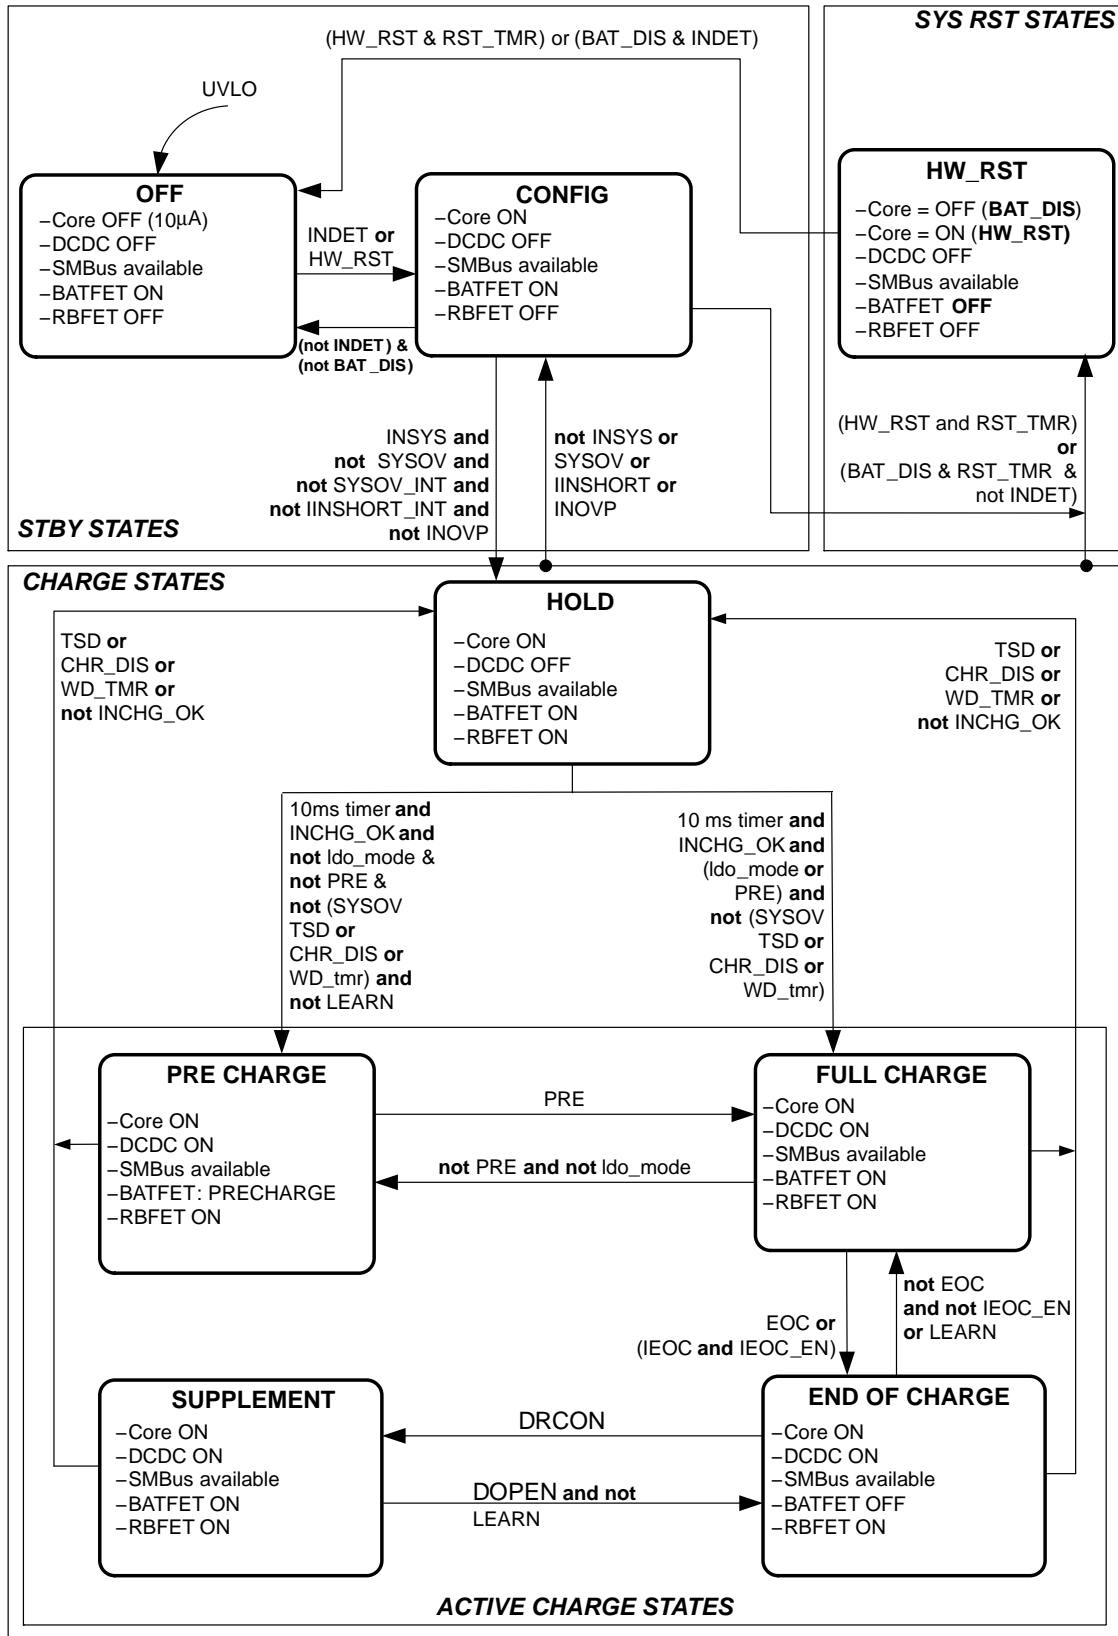 SYS RST STATES
(HW_RST & RST_TMR) or (BAT_DIS & INDET)
UVLO
OFF
–Core OFF (10μA)
–DCDC OFF
–SMBus available
–BATFET ON
–RBFET OFF
INDET or
HW_RST
(not INDET) &
(not BAT_DIS)
CONFIG
–Core ON
–DCDC OFF
–SMBus available
–BATFET ON
–RBFET OFF
HW_RST
–Core = OFF (BAT_DIS)
–Core = ON (HW_RST)
–DCDC OFF
–SMBus available
–BATFET OFF
–RBFET OFF
INSYS and
not SYSOV and
not SYSOV_INT and
not IINSHORT_INT and
not INOVP
not INSYS or
SYSOV or
IINSHORT or
INOVP
(HW_RST and RST_TMR)
or
(BAT_DIS & RST_TMR &
not INDET)
STBY STATES
CHARGE STATES
HOLD
–Core ON
–DCDC OFF
–SMBus available
–BATFET ON
–RBFET ON
TSD or
CHR_DIS or
WD_TMR or
not INCHG_OK
TSD or
CHR_DIS or
WD_TMR or
not INCHG_OK
10ms timer and
INCHG_OK and
not ldo_mode &
not PRE &
not (SYSOV
TSD or
CHR_DIS or
WD_tmr) and
not LEARN
10 ms timer and
INCHG_OK and
(ldo_mode or
PRE) and
not (SYSOV
TSD or
CHR_DIS or
WD_tmr)
PRE CHARGE
–Core ON
–DCDC ON
–SMBus available
–BATFET: PRECHARGE
–RBFET ON
PRE
not PRE and not ldo_mode
FULL CHARGE
–Core ON
–DCDC ON
–SMBus available
–BATFET ON
–RBFET ON
EOC or
(IEOC and IEOC_EN)
not EOC
and not IEOC_EN
or LEARN
SUPPLEMENT
–Core ON
–DCDC ON
–SMBus available
–BATFET ON
–RBFET ON
DRCON
DOPEN and not
LEARN
END OF CHARGE
–Core ON
–DCDC ON
–SMBus available
–BATFET OFF
–RBFET ON
ACTIVE CHARGE STATES